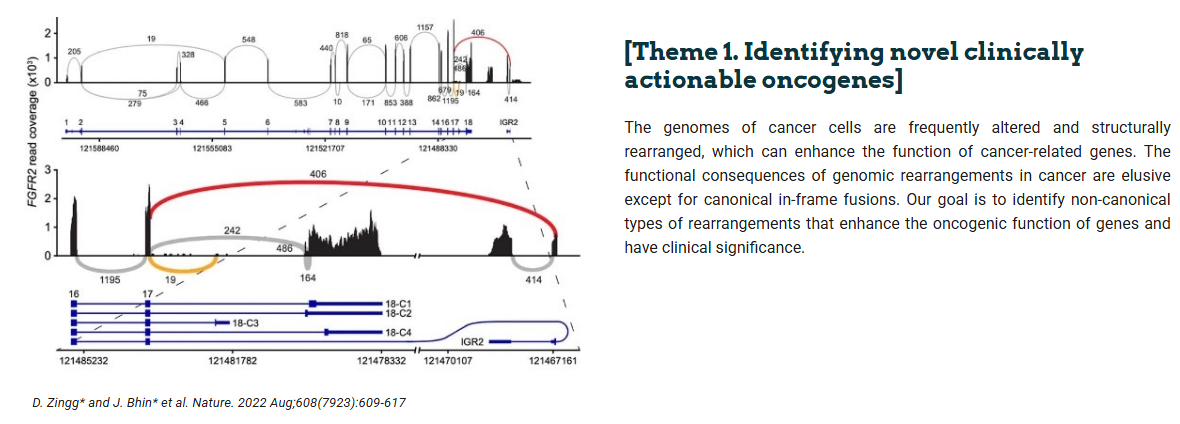 2
1
0
205
19
328
548
440
818
65
606
1157
242
486
406
75
279
466
583
10
171
853
388
862
679
1195
19
164
414
1 2 3 4 5 6 7 8 9 10 11 12 13 14 16 17 18 IGR2
121588460 121555083 121521707 121488330
FGFR2 read coverage (x10³)
3
2
1
0
406
242
486
1195
19
164
414
16 17
18-C1
18-C2
18-C3
18-C4
IGR2
121485232 121481782 121478332 121470107 121467161
D. Zingg* and J. Bhin* et al. Nature. 2022 Aug;608(7923):609-617
[Theme 1. Identifying novel clinically
actionable oncogenes]
The genomes of cancer cells are frequently altered and structurally
rearranged, which can enhance the function of cancer-related genes. The
functional consequences of genomic rearrangements in cancer are elusive
except for canonical in-frame fusions. Our goal is to identify non-canonical
types of rearrangements that enhance the oncogenic function of genes and
have clinical significance.